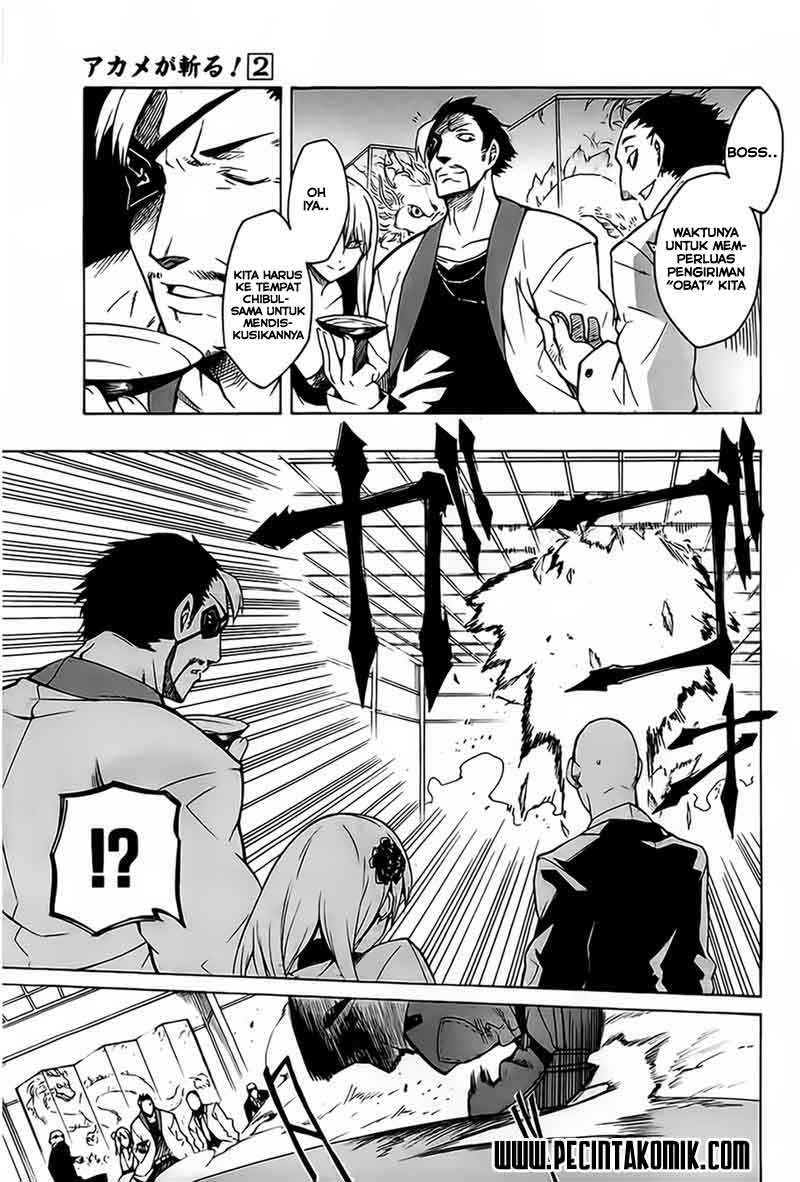 アカメが斬る! 2
BOSS..
WAKTUNYA
UNTUK MEM-
PERLUAS
PENGIRIMAN
"OBAT" KITA
OH
IYA..
KITA HARUS
KE TEMPAT
CHIBUL-
SAMA UNTUK
MENDIS-
KUSIKANNYA
!?
WWW.PECINTAKOMIK.COM